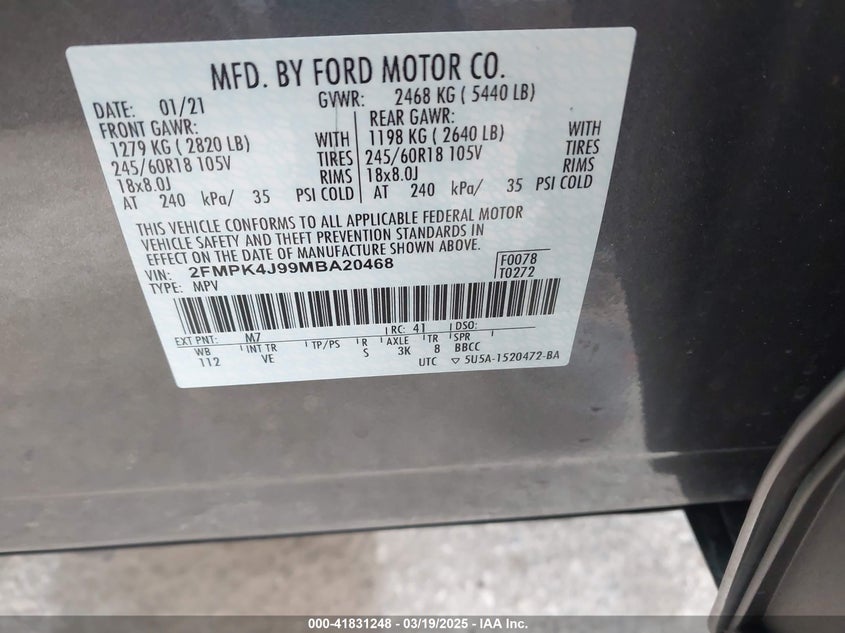 MFD. BY FORD MOTOR CO.
DATE: 01/21 GVWR: 2468 KG ( 5440 LB)
FRONT GAWR: REAR GAWR:
1279 KG ( 2820 LB) WITH 1198 KG ( 2640 LB) WITH
245/60R18 105V TIRES 245/60R18 105V TIRES
18x8.0J RIMS 18x8.0J RIMS
AT 240 kPa/ 35 PSI COLD AT 240 kPa/ 35 PSI COLD
THIS VEHICLE CONFORMS TO ALL APPLICABLE FEDERAL MOTOR
VEHICLE SAFETY AND THEFT PREVENTION STANDARDS IN
EFFECT ON THE DATE OF MANUFACTURE SHOWN ABOVE.
VIN: 2FMPK4J99MBA20468 F0078
TYPE: MPV T0272
EXT PNT: M7 RC: 41 DSO:
WB INT TR TP/PS R AXLE TR SPR
112 VE S 3K 8 BBCC
UTC ▽ 5U5A-1520472-BA
000-41831248 - 03/19/2025 - IAA Inc.